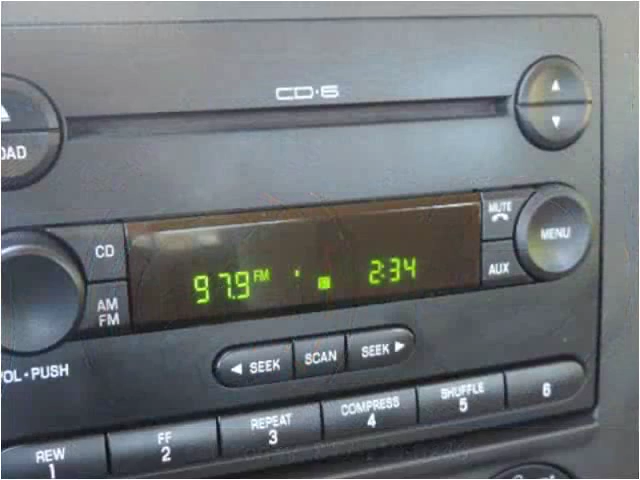 CD·6
MUTE
MENU
CD
AUX
97.9 FM 2:34
AM
FM
◀ SEEK
SCAN
SEEK ▶
VOL-PUSH
REW
1
FF
2
REPEAT
3
COMPRESS
4
SHUFFLE
5
6